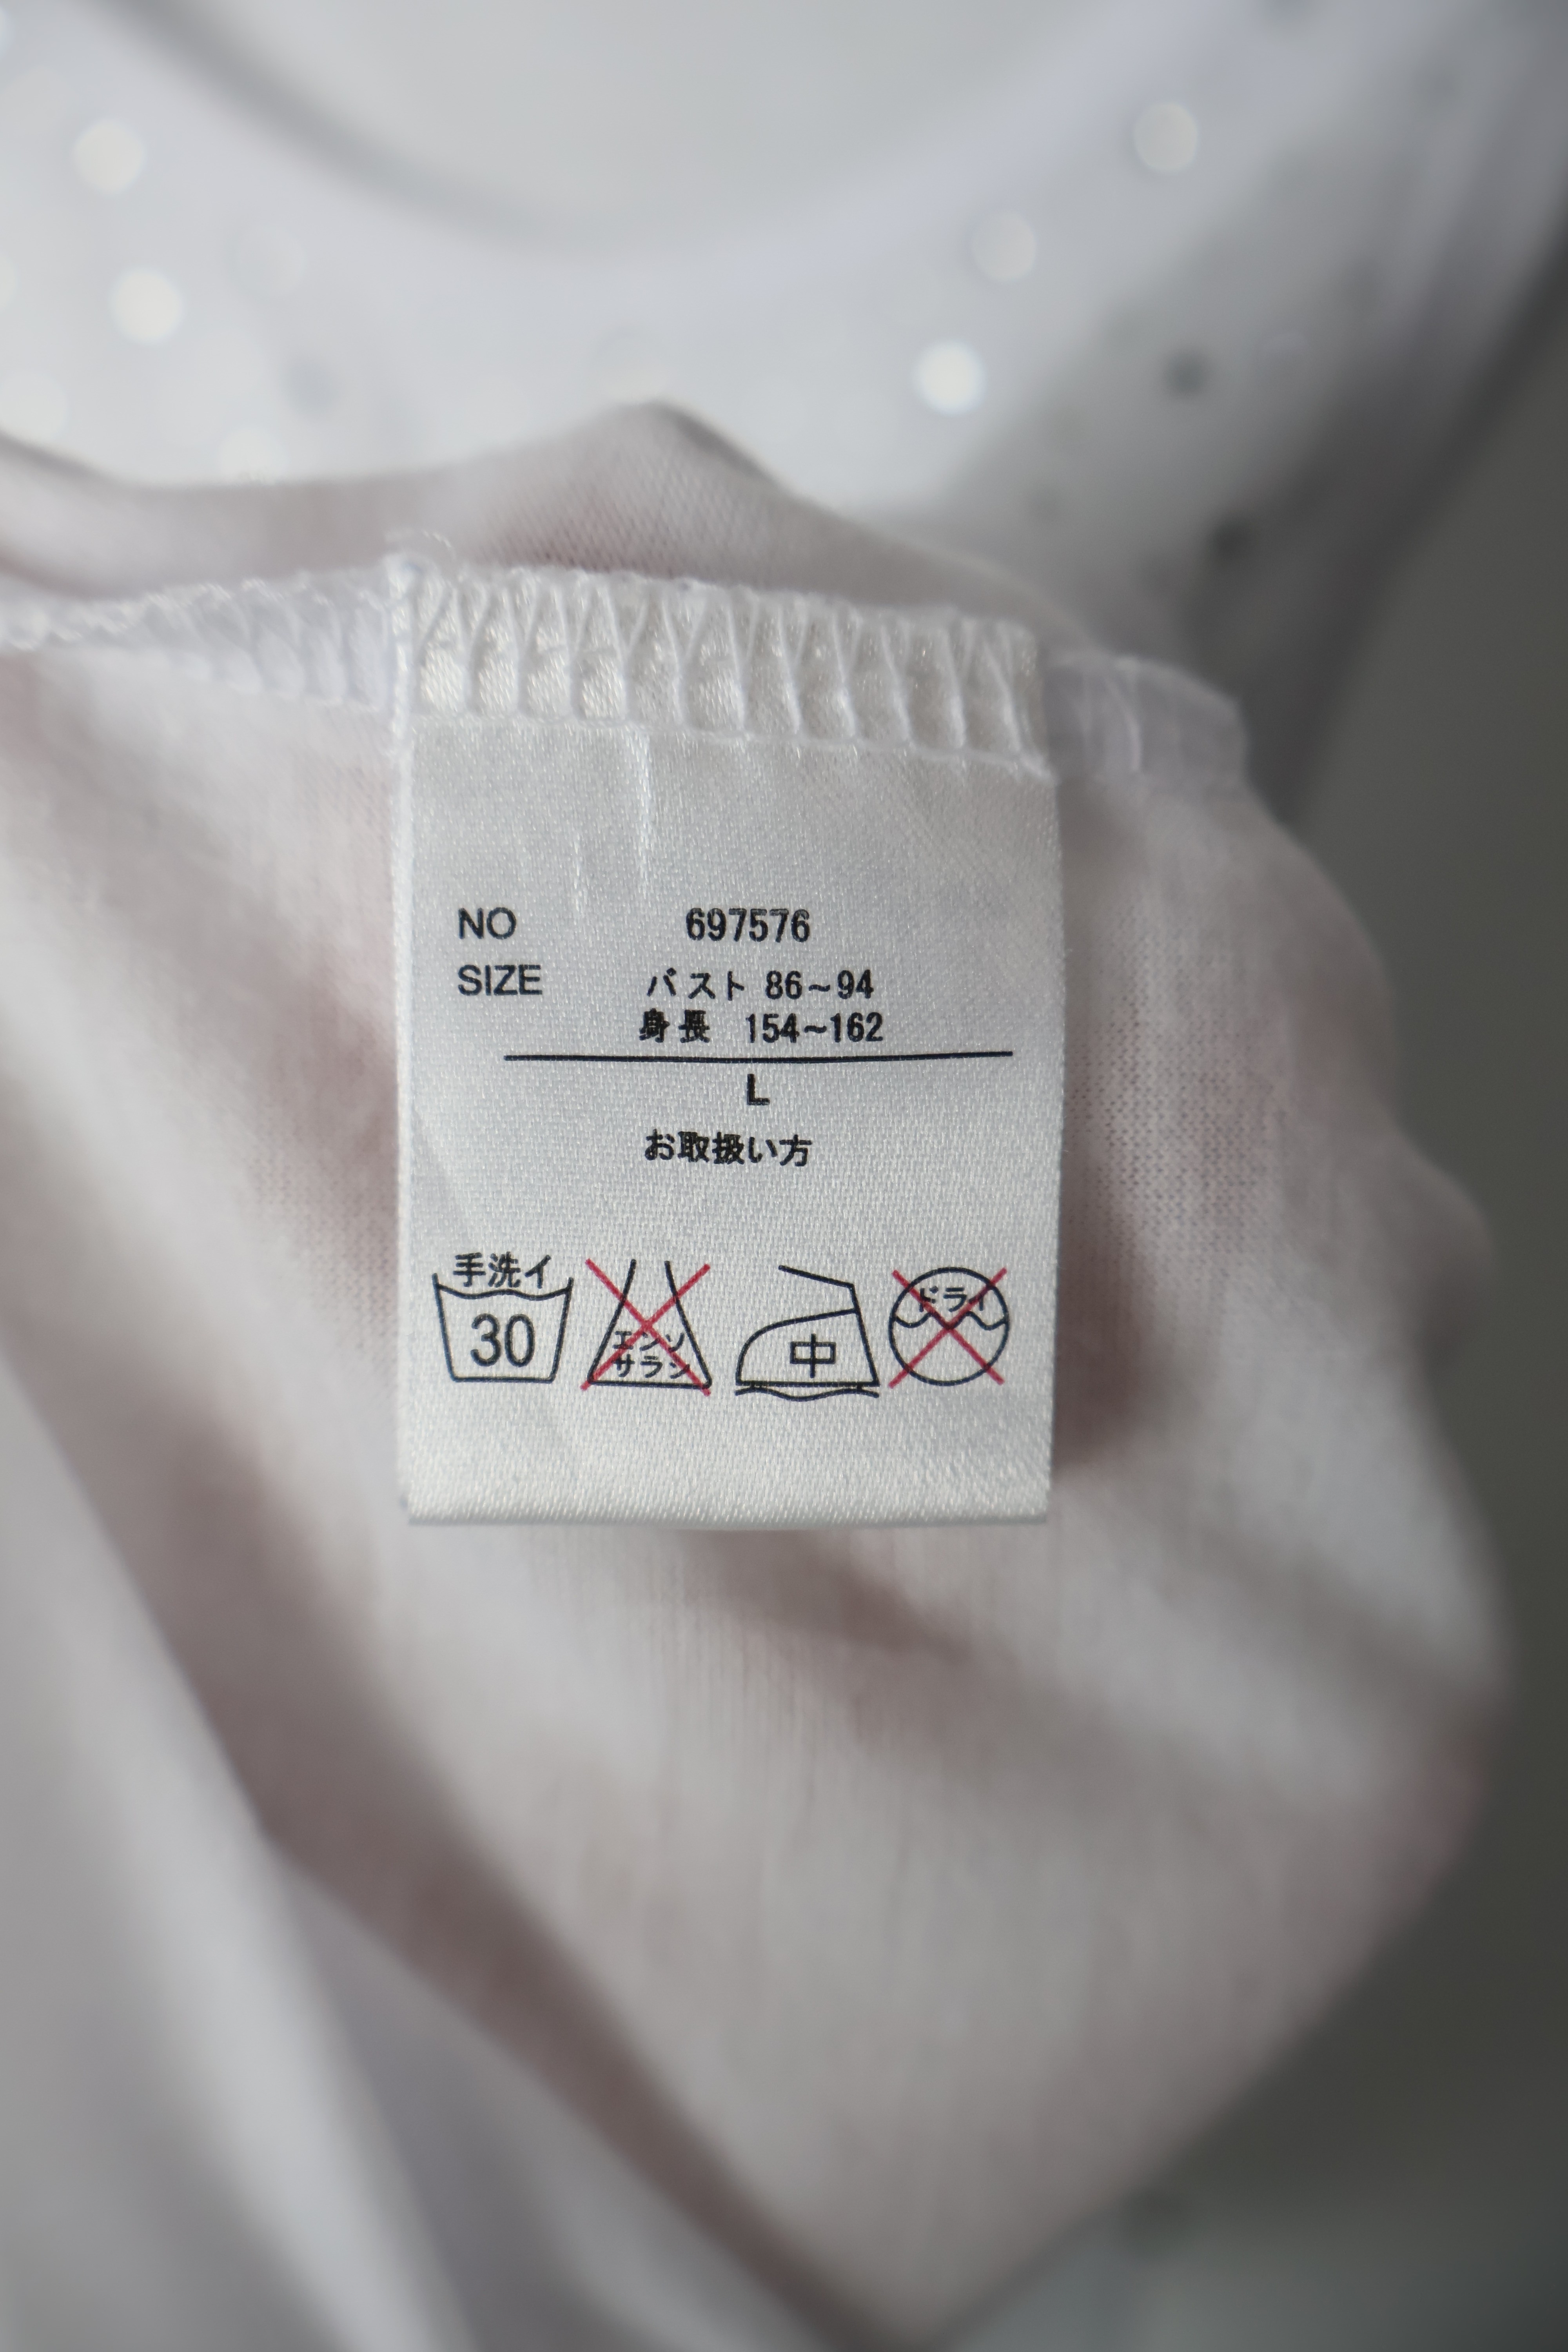 NO 697576
SIZE バスト 86~94
身長 154~162
L
お取扱い方
手洗イ
30
エンソ
サラシ
中
ドライ